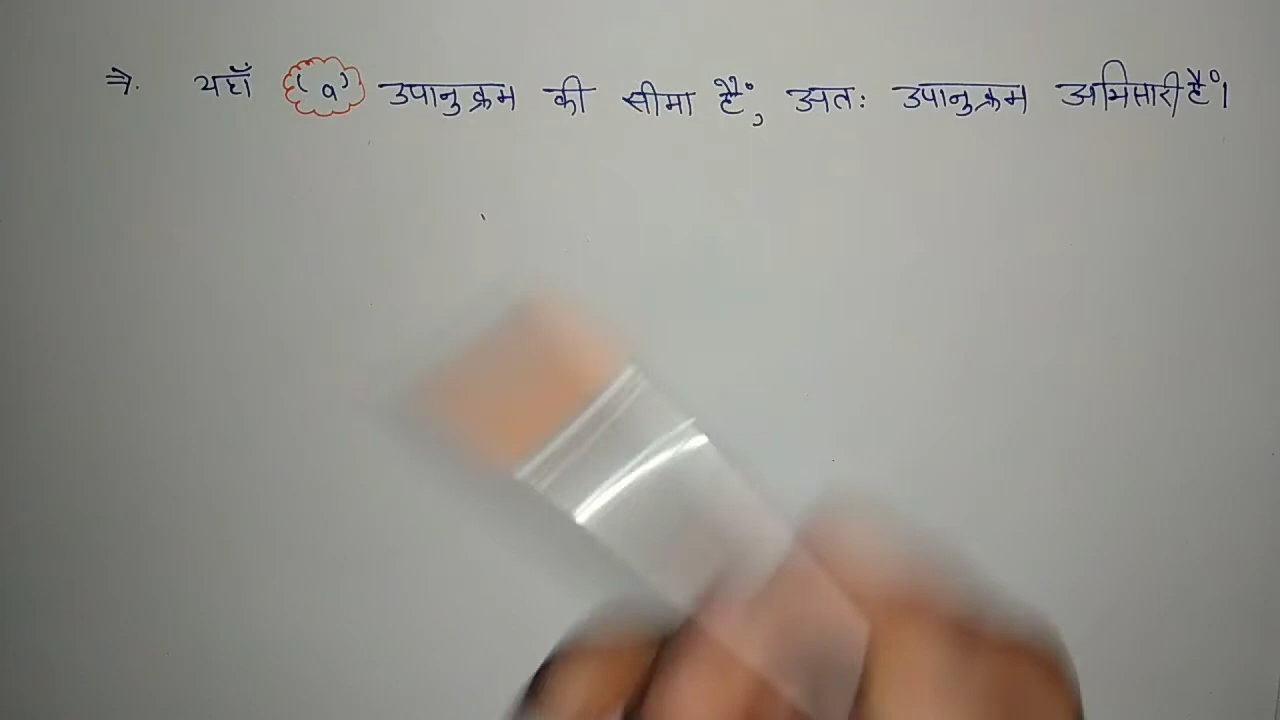 ⇒. यहाँ (a) उपानुक्रम की सीमा हैं, अतः उपानुक्रम अभिसारी हैं।